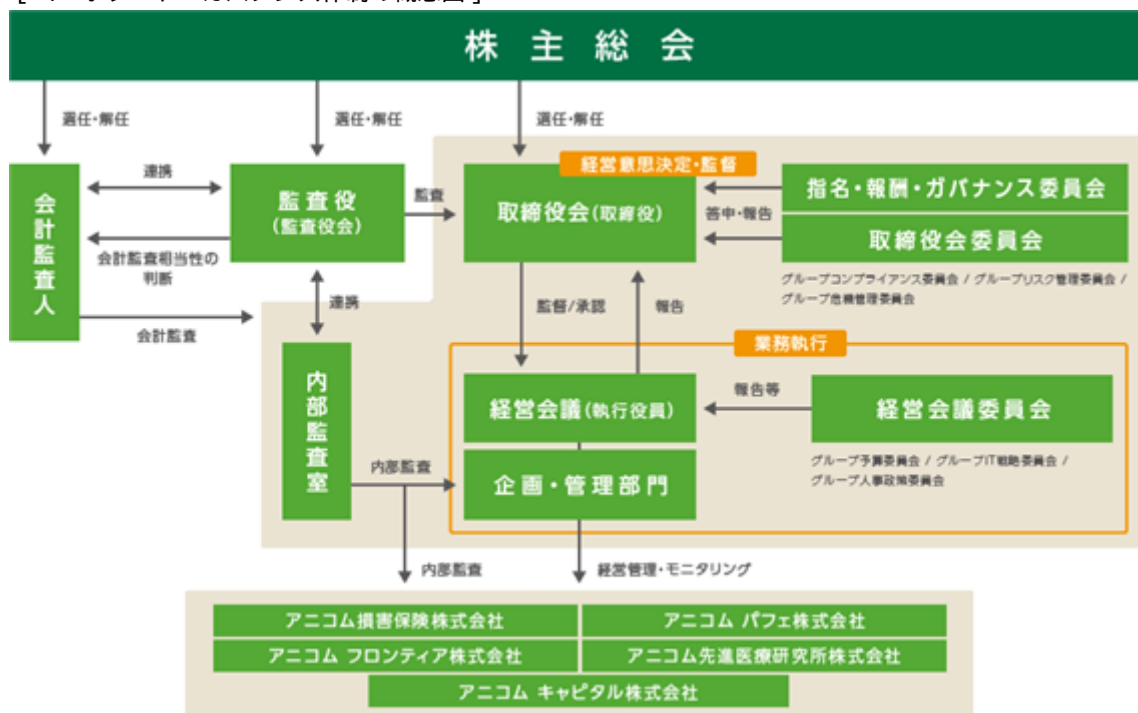 株主総会
選任・解任
選任・解任
選任・解任
経営意思決定・監督
会計監査人
連携
監査役
(監査役会)
監査
取締役会(取締役)
指名・報酬・ガバナンス委員会
答申・報告
取締役会委員会
会計監査相当性の
判断
グループコンプライアンス委員会 / グループリスク管理委員会 /
グループ危機管理委員会
連携
監督/承認
報告
会計監査
業務執行
内部監査室
経営会議(執行役員)
報告等
経営会議委員会
グループ予算委員会 / グループIT戦略委員会 /
グループ人事政策委員会
内部監査
企画・管理部門
内部監査
経営管理・モニタリング
アニコム損害保険株式会社
アニコム パフェ株式会社
アニコム フロンティア株式会社
アニコム先進医療研究所株式会社
アニコム キャピタル株式会社